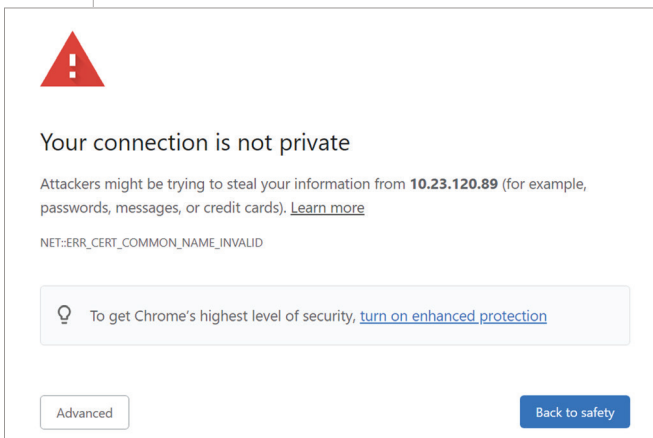 Your connection is not private
Attackers might be trying to steal your information from 10.23.120.89 (for example,
passwords, messages, or credit cards). Learn more
NET::ERR_CERT_COMMON_NAME_INVALID
To get Chrome's highest level of security, turn on enhanced protection
Advanced
Back to safety